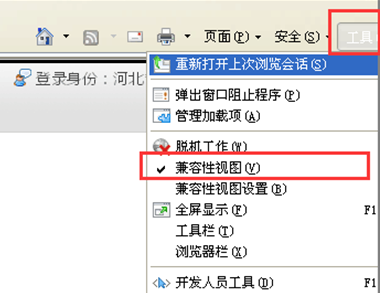 页面(P) 安全(S) 工具
重新打开上次浏览会话(S)
登录身份：河北
弹出窗口阻止程序(P)
管理加载项(A)
脱机工作(W)
兼容性视图(V)
兼容性视图设置(B)
全屏显示(F) F1
工具栏(T)
浏览器栏(X)
开发人员工具(D) F1